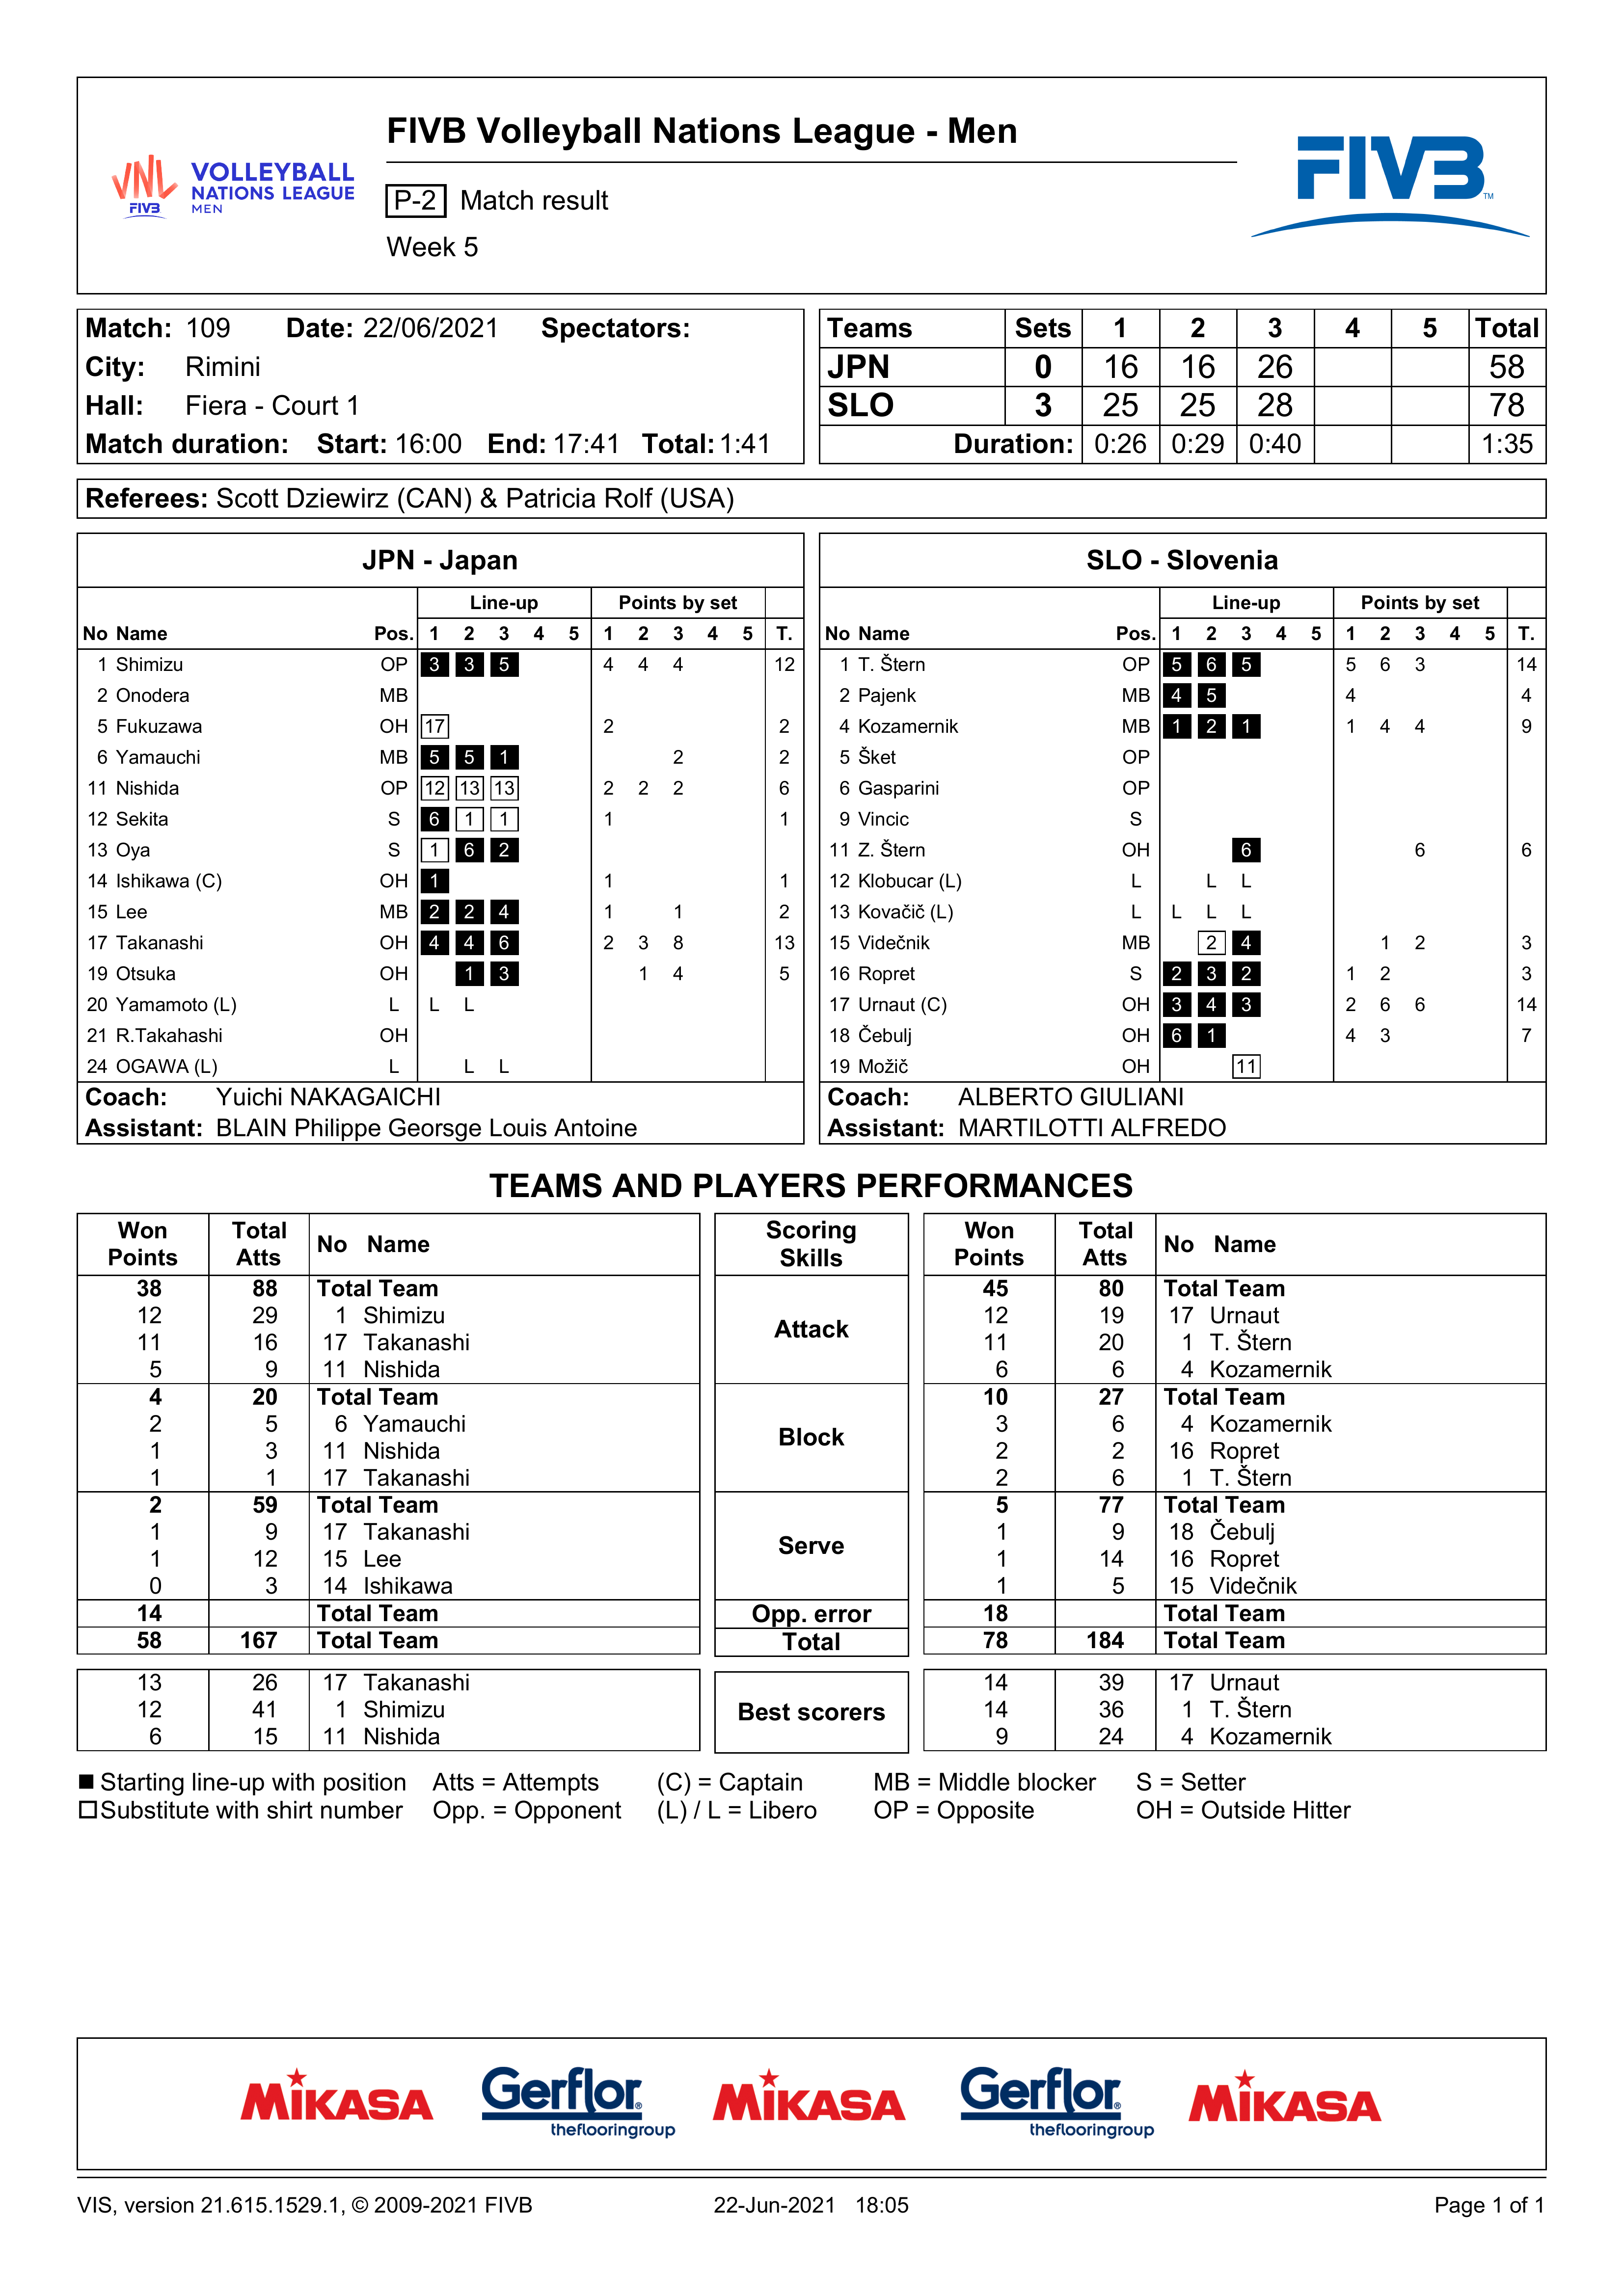 FIVB Volleyball Nations League - Men
VNL FIVB VOLLEYBALL NATIONS LEAGUE MEN
P-2 Match result
FIVB TM
Week 5
Match: 109 Date: 22/06/2021 Spectators:
City: Rimini
Hall: Fiera - Court 1
Match duration: Start: 16:00 End: 17:41 Total: 1:41
Teams Sets 1 2 3 4 5 Total
JPN 0 16 16 26 58
SLO 3 25 25 28 78
Duration: 0:26 0:29 0:40 1:35
Referees: Scott Dziewirz (CAN) & Patricia Rolf (USA)
JPN - Japan
Line-up Points by set
No Name Pos. 1 2 3 4 5 1 2 3 4 5 T.
1 Shimizu OP 3 3 5 4 4 4 12
2 Onodera MB
5 Fukuzawa OH 17 2 2
6 Yamauchi MB 5 5 1 2 2
11 Nishida OP 12 13 13 2 2 2 6
12 Sekita S 6 1 1 1 1
13 Oya S 1 6 2
14 Ishikawa (C) OH 1 1 1
15 Lee MB 2 2 4 1 1 2
17 Takanashi OH 4 4 6 2 3 8 13
19 Otsuka OH 1 3 1 4 5
20 Yamamoto (L) L L L
21 R.Takahashi OH
24 OGAWA (L) L L L
Coach: Yuichi NAKAGAICHI
Assistant: BLAIN Philippe Georsge Louis Antoine
SLO - Slovenia
Line-up Points by set
No Name Pos. 1 2 3 4 5 1 2 3 4 5 T.
1 T. Štern OP 5 6 5 5 6 3 14
2 Pajenk MB 4 5 4 4
4 Kozamernik MB 1 2 1 1 4 4 9
5 Šket OP
6 Gasparini OP
9 Vincic S
11 Z. Štern OH 6 6 6
12 Klobucar (L) L L L
13 Kovačič (L) L L L L
15 Videčnik MB 2 4 1 2 3
16 Ropret S 2 3 2 1 2 3
17 Urnaut (C) OH 3 4 3 2 6 6 14
18 Čebulj OH 6 1 4 3 7
19 Možič OH 11
Coach: ALBERTO GIULIANI
Assistant: MARTILOTTI ALFREDO
TEAMS AND PLAYERS PERFORMANCES
Won Points Total Atts No Name Scoring Skills Won Points Total Atts No Name
38 88 Total Team 45 80 Total Team
12 29 1 Shimizu Attack 12 19 17 Urnaut
11 16 17 Takanashi 11 20 1 T. Štern
5 9 11 Nishida 6 6 4 Kozamernik
4 20 Total Team 10 27 Total Team
2 5 6 Yamauchi Block 3 6 4 Kozamernik
1 3 11 Nishida 2 2 16 Ropret
1 1 17 Takanashi 2 6 1 T. Štern
2 59 Total Team 5 77 Total Team
1 9 17 Takanashi Serve 1 9 18 Čebulj
1 12 15 Lee 1 14 16 Ropret
0 3 14 Ishikawa 1 5 15 Videčnik
14 Total Team Opp. error 18 Total Team
58 167 Total Team Total 78 184 Total Team
13 26 17 Takanashi 14 39 17 Urnaut
12 41 1 Shimizu Best scorers 14 36 1 T. Štern
6 15 11 Nishida 9 24 4 Kozamernik
Starting line-up with position Atts = Attempts (C) = Captain MB = Middle blocker S = Setter
Substitute with shirt number Opp. = Opponent (L) / L = Libero OP = Opposite OH = Outside Hitter
MIKASA Gerflor® theflooringgroup MIKASA Gerflor® theflooringgroup MIKASA
VIS, version 21.615.1529.1, © 2009-2021 FIVB 22-Jun-2021 18:05 Page 1 of 1